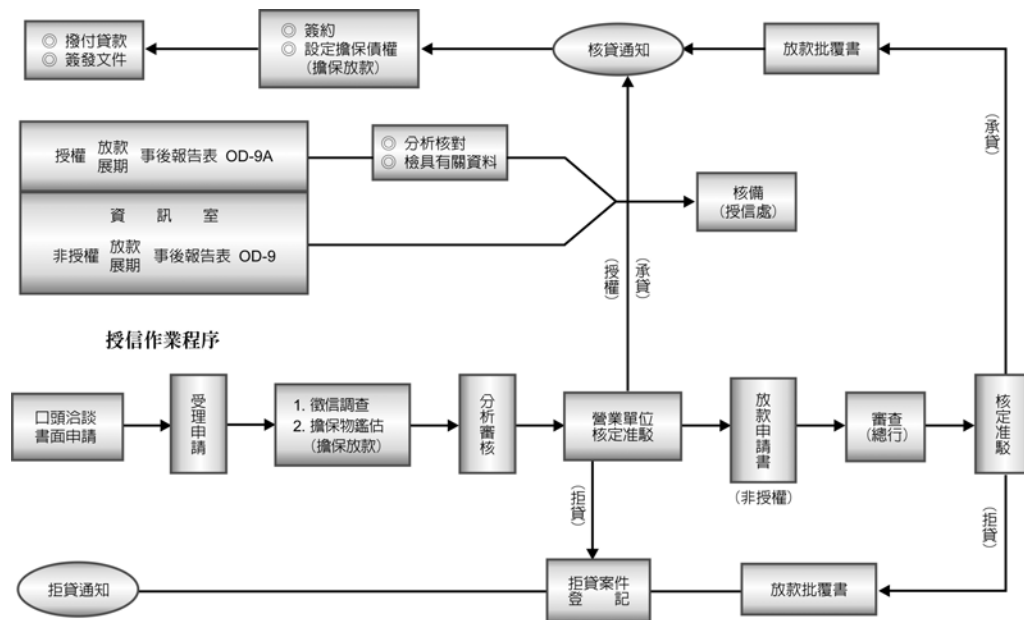 ◎ 撥付貸款
◎ 簽發文件
◎ 簽約
◎ 設定擔保債權
(擔保放款)
核貸通知
放款批覆書
(承貸)
授權 放款展期 事後報告表 OD-9A
◎ 分析核對
◎ 檢具有關資料
資訊室
非授權 放款展期 事後報告表 OD-9
核備
(授信處)
(授權)
(承貸)
授信作業程序
口頭洽談
書面申請
受理申請
1. 徵信調查
2. 擔保物鑑估
(擔保放款)
分析審核
營業單位
核定准駁
放款申請書
(非授權)
審查
(總行)
核定准駁
(拒貸)
(拒貸)
拒貸通知
拒貸案件
登記
放款批覆書